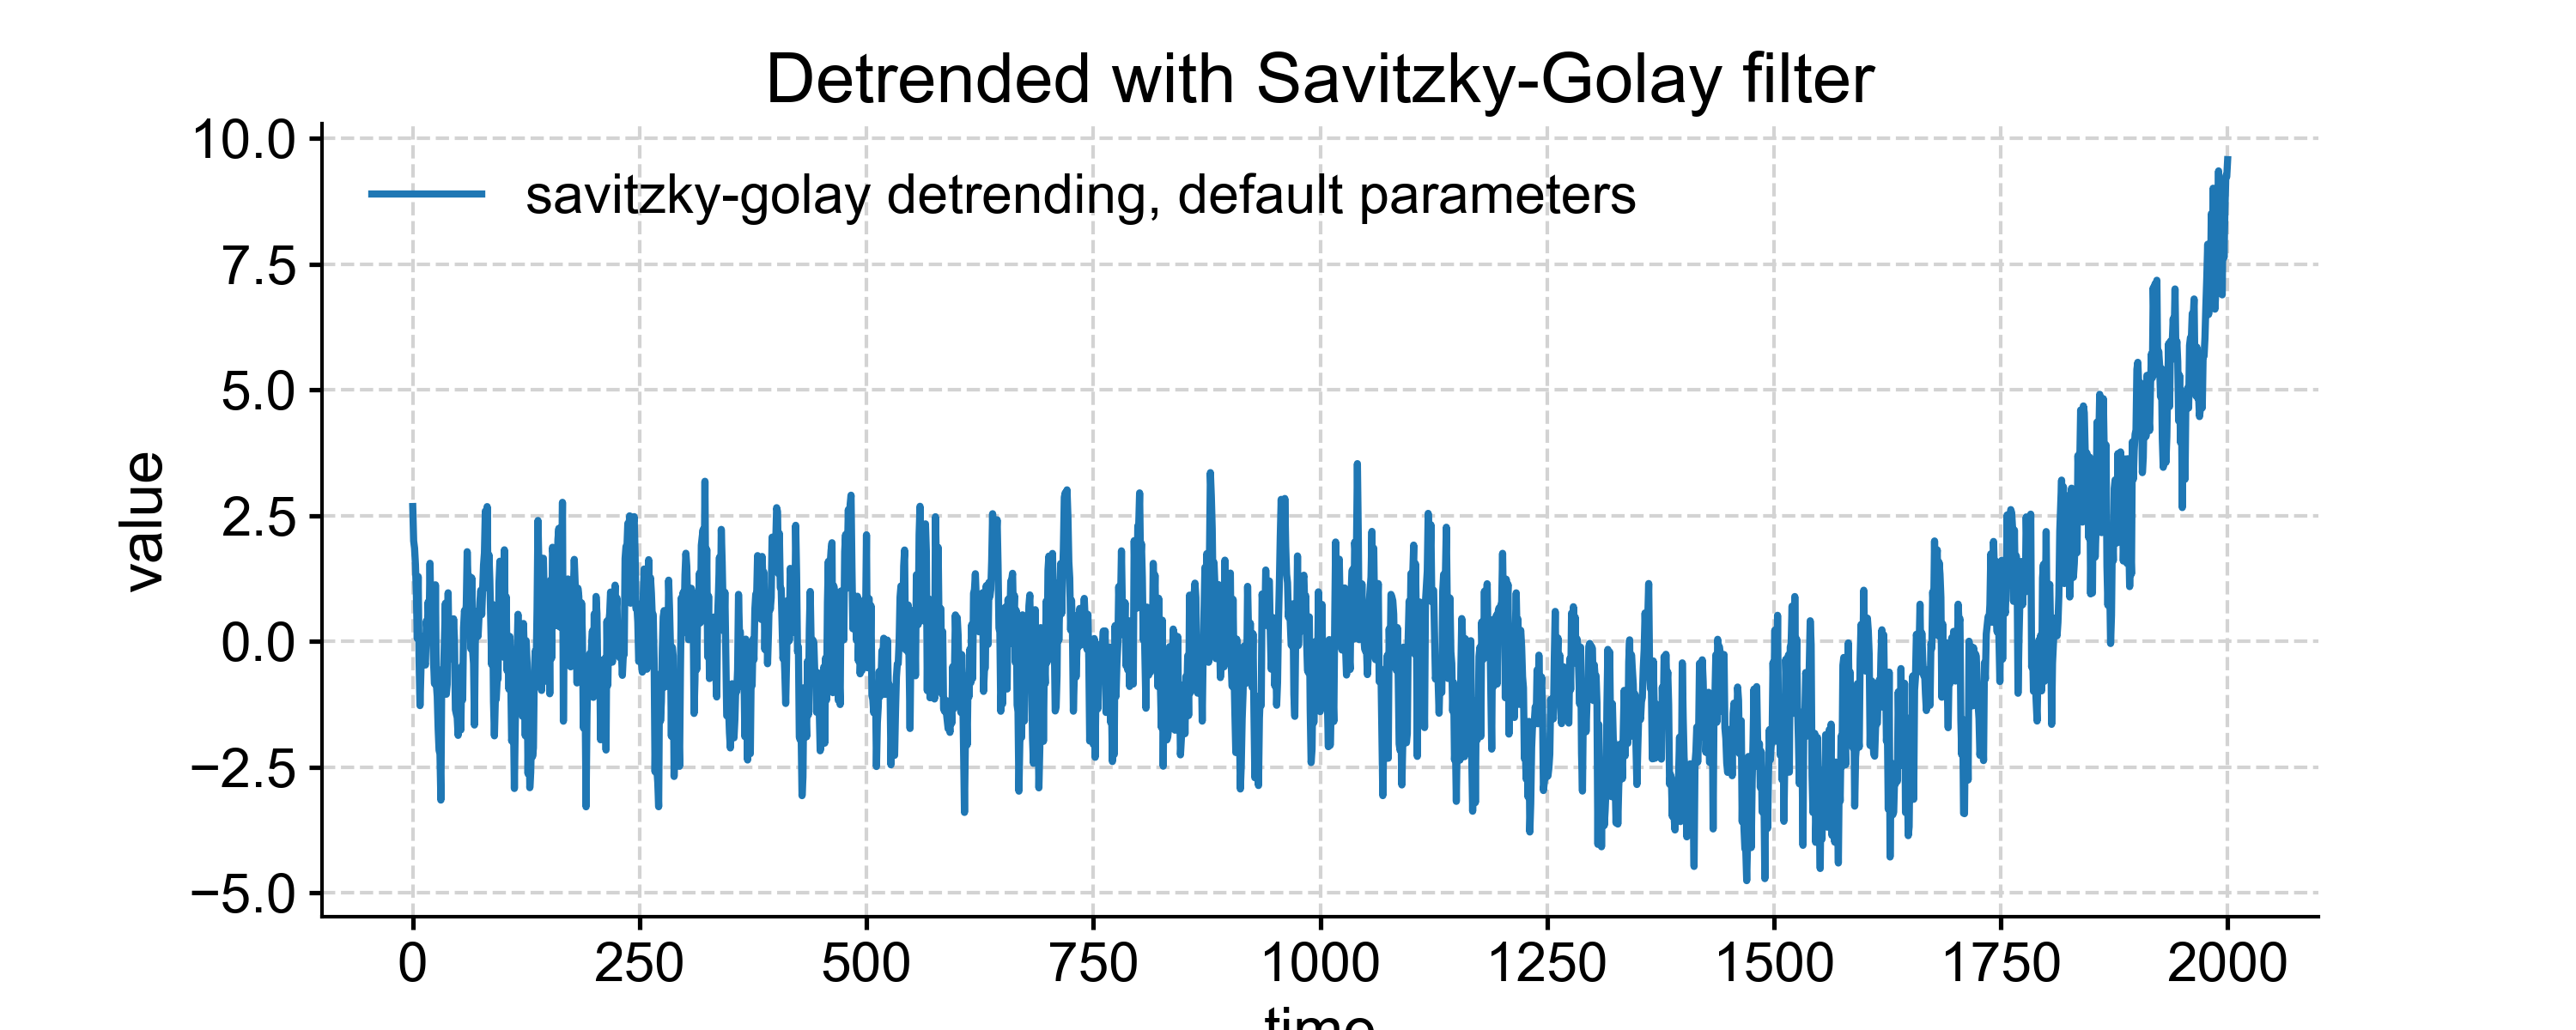 Detrended with Savitzky-Golay filter
10.0
savitzky-golay detrending, default parameters
7.5
5.0
value
2.5
0.0
−2.5
−5.0
0 250 500 750 1000 1250 1500 1750 2000
time